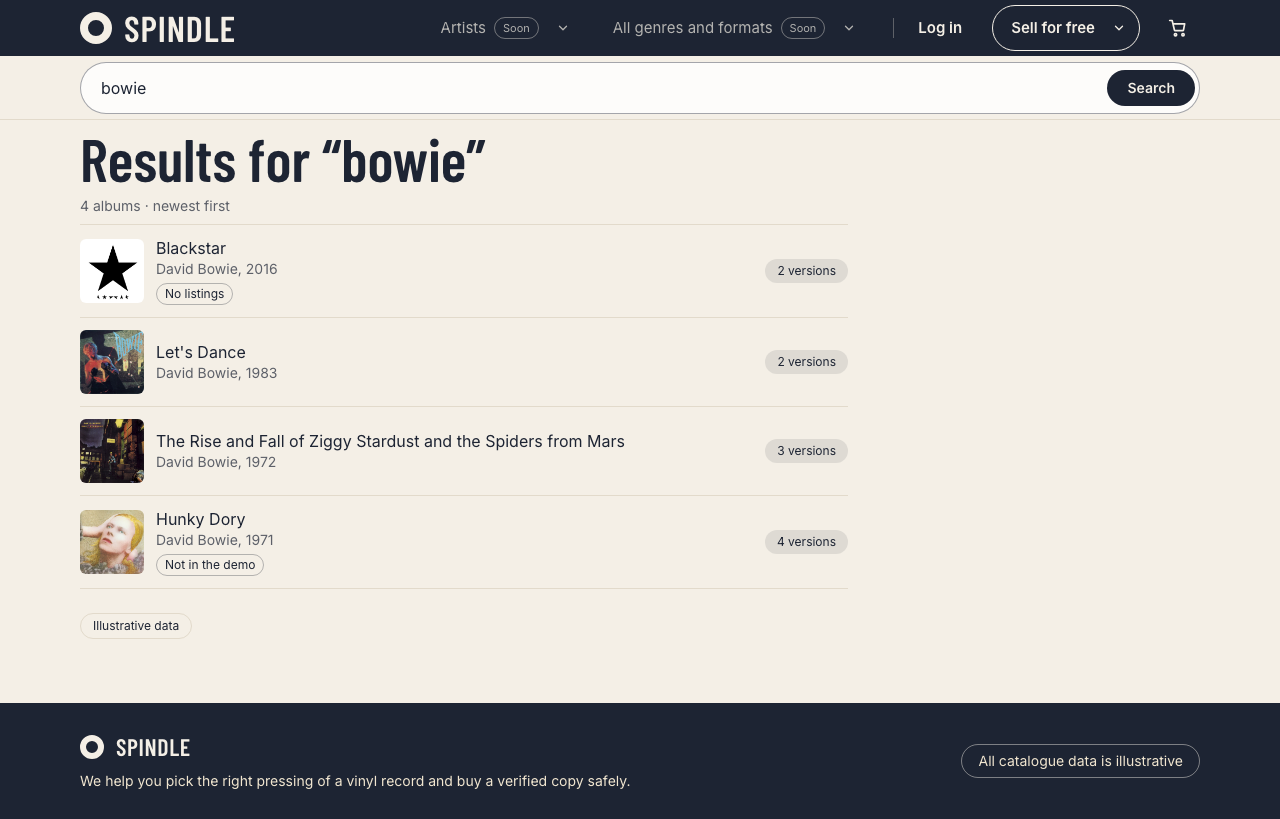 SPINDLE
Artists Soon
All genres and formats Soon
Log in
Sell for free
bowie
Search
Results for “bowie”
4 albums · newest first
Blackstar
David Bowie, 2016
No listings
2 versions
Let's Dance
David Bowie, 1983
2 versions
The Rise and Fall of Ziggy Stardust and the Spiders from Mars
David Bowie, 1972
3 versions
Hunky Dory
David Bowie, 1971
Not in the demo
4 versions
Illustrative data
SPINDLE
We help you pick the right pressing of a vinyl record and buy a verified copy safely.
All catalogue data is illustrative